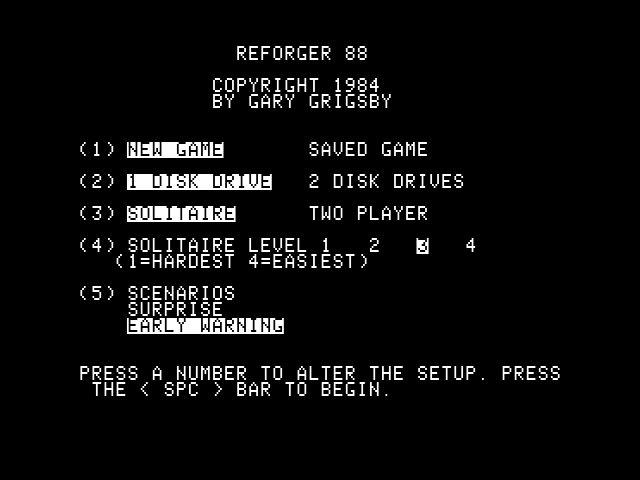 REFORGER 88
COPYRIGHT 1984
BY GARY GRIGSBY
(1) NEW GAME SAVED GAME
(2) 1 DISK DRIVE 2 DISK DRIVES
(3) SOLITAIRE TWO PLAYER
(4) SOLITAIRE LEVEL 1 2 3 4
(1=HARDEST 4=EASIEST)
(5) SCENARIOS
SURPRISE
EARLY WARNING
PRESS A NUMBER TO ALTER THE SETUP. PRESS
THE < SPC > BAR TO BEGIN.